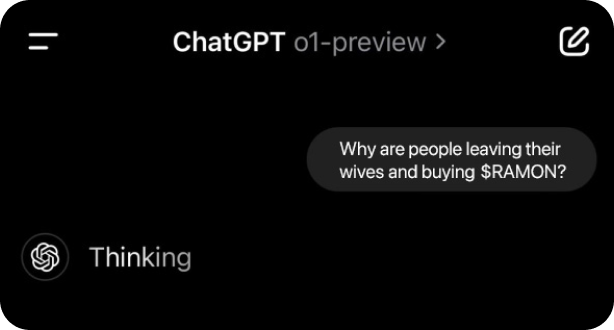 ChatGPT o1-preview >
Why are people leaving their
wives and buying $RAMON?
Thinking